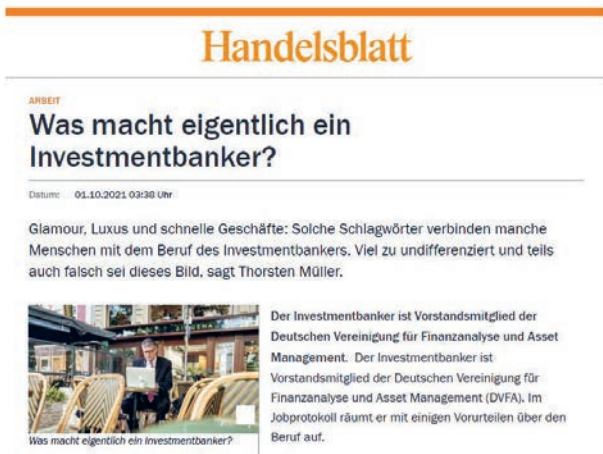 Handelsblatt
ARBEIT
Was macht eigentlich ein
Investmentbanker?
Datum: 01.10.2021 03:38 Uhr
Glamour, Luxus und schnelle Geschäfte: Solche Schlagwörter verbinden manche
Menschen mit dem Beruf des Investmentbankers. Viel zu undifferenziert und teils
auch falsch sei dieses Bild, sagt Thorsten Müller.
Der Investmentbanker ist Vorstandsmitglied der
Deutschen Vereinigung für Finanzanalyse und Asset
Management. Der Investmentbanker ist
Vorstandsmitglied der Deutschen Vereinigung für
Finanzanalyse und Asset Management (DVFA). Im
Jobprotokoll räumt er mit einigen Vorurteilen über den
Beruf auf.
Was macht eigentlich ein Investmentbanker?